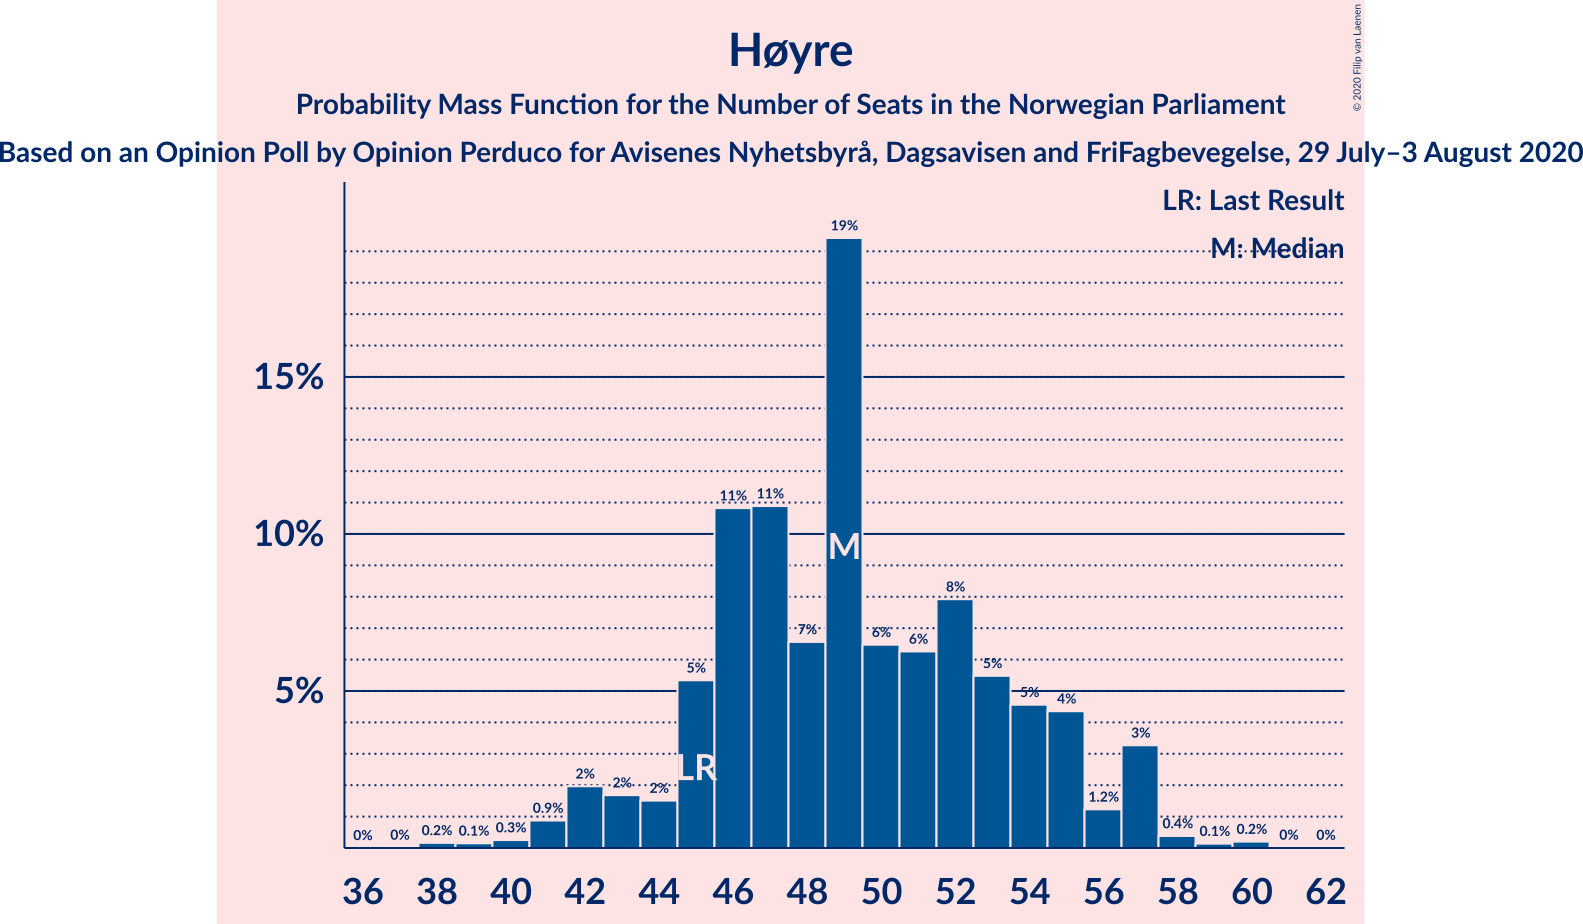 Høyre
Probability Mass Function for the Number of Seats in the Norwegian Parliament
Based on an Opinion Poll by Opinion Perduco for Avisenes Nyhetsbyrå, Dagsavisen and FriFagbevegelse, 29 July–3 August 2020
© 2020 Filip van Laenen
LR: Last Result
M: Median
15%
10%
5%
0% 0% 0.2% 0.1% 0.3% 0.9% 2% 2% 2% 5% 11% 11% 7% 19% 6% 6% 8% 5% 5% 4% 1.2% 3% 0.4% 0.1% 0.2% 0% 0%
LR
M
36 38 40 42 44 46 48 50 52 54 56 58 60 62